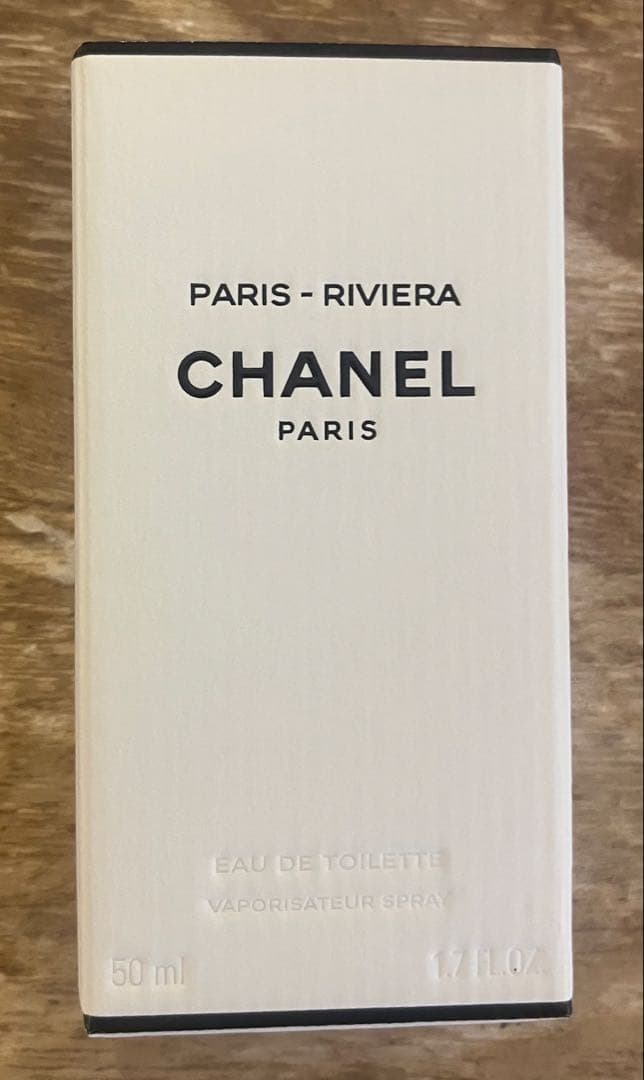 PARIS - RIVIERA
CHANEL
PARIS
EAU DE TOILETTE
VAPORISATEUR SPRAY
50 ml
1.7 FL.OZ.